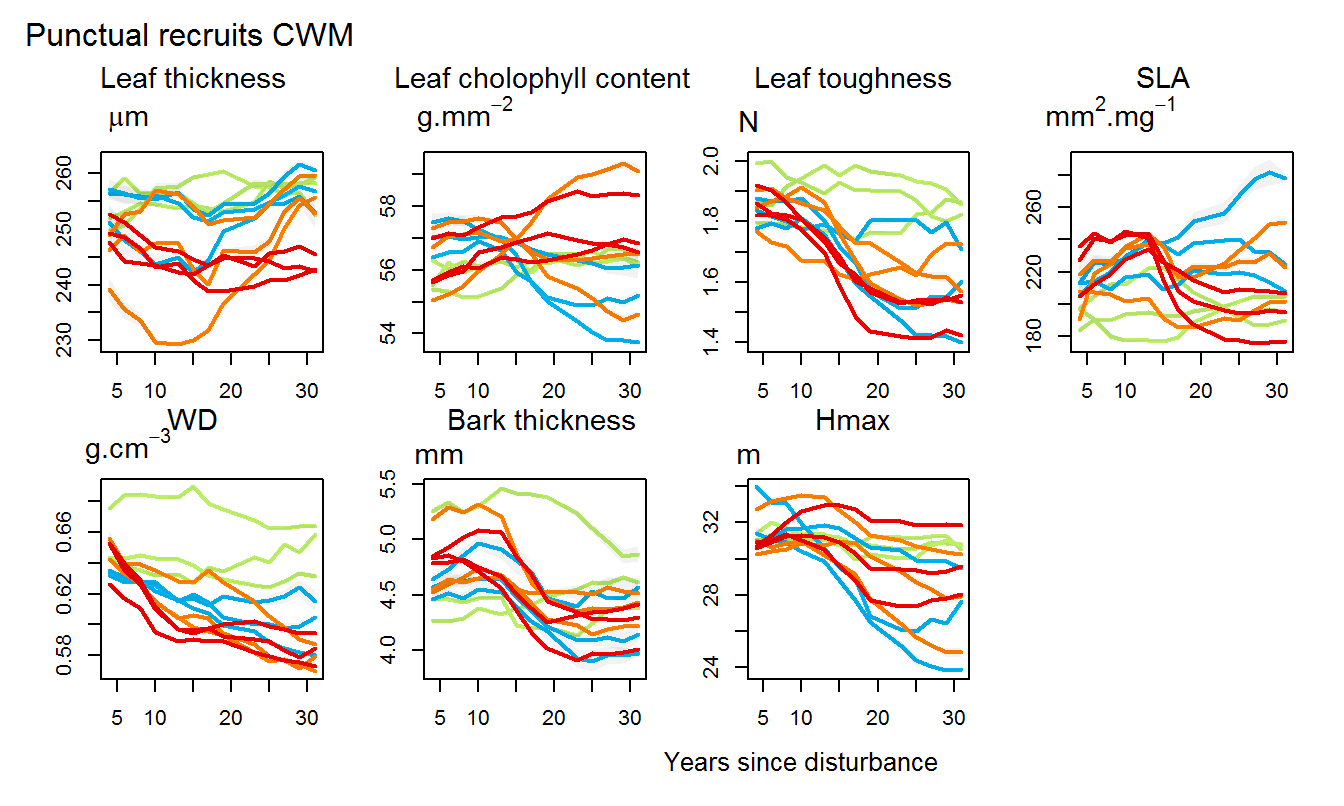 Punctual recruits CWM
Leaf thickness
μm
230 240 250 260
5 10 20 30
Leaf cholophyll content
g.mm−2
54 56 58
5 10 20 30
Leaf toughness
N
1.4 1.6 1.8 2.0
5 10 20 30
SLA
mm2.mg−1
180 220 260
5 10 20 30
WD
g.cm−3
0.58 0.62 0.66
5 10 20 30
Bark thickness
mm
4.0 4.5 5.0 5.5
5 10 20 30
Hmax
m
24 28 32
5 10 20 30
Years since disturbance